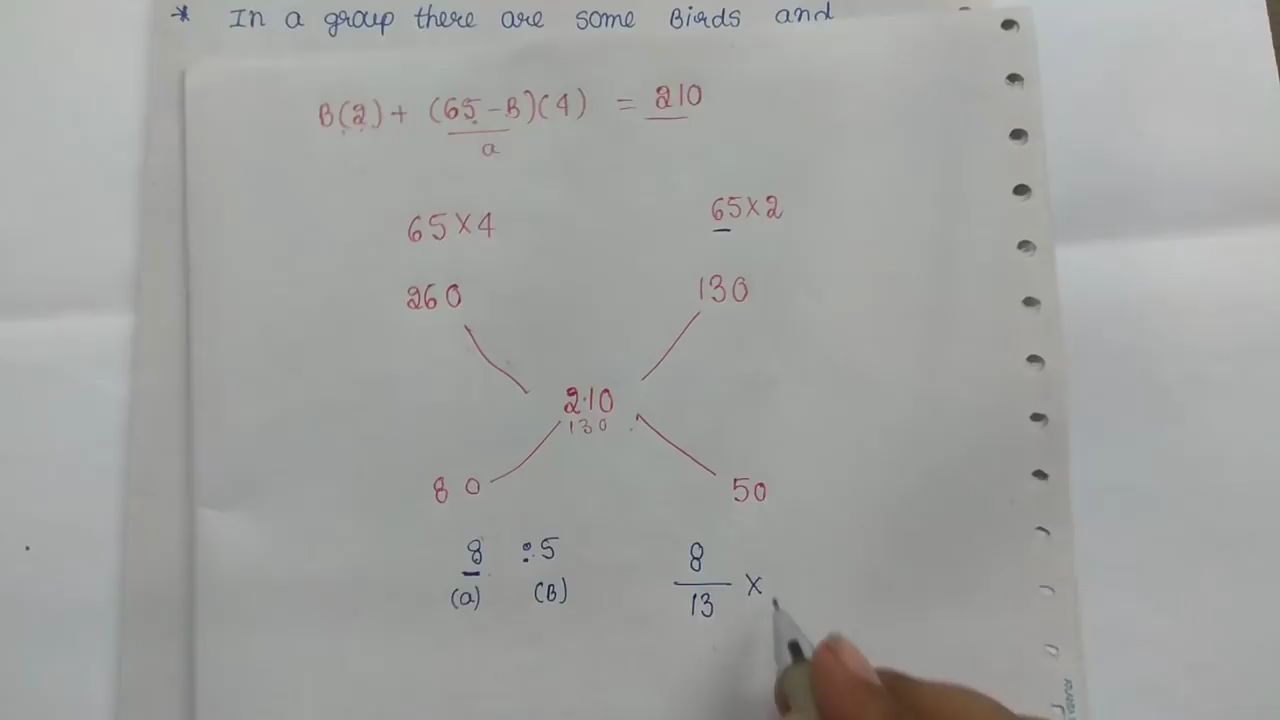 * In a group there are some Birds and
B(2) + (65-B)(4) = 210
a
65×4 65×2
260 130
210
130
80 50
8 : 5 8
(a) (B) 13 ×